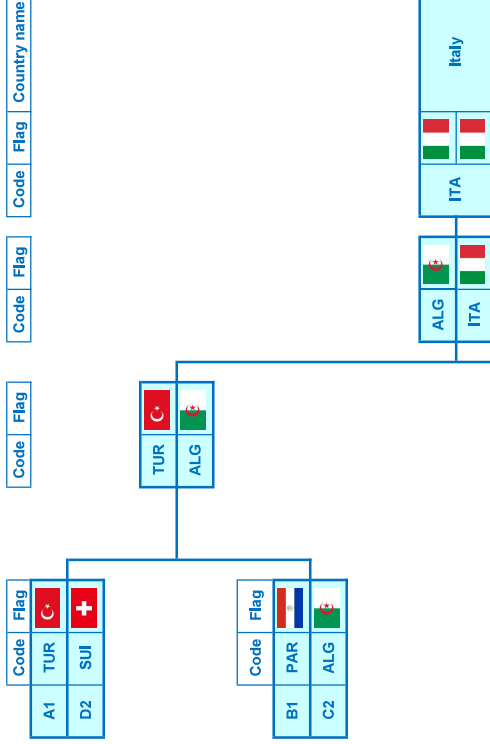 Code Flag
A1 TUR
D2 SUI
Code Flag
B1 PAR
C2 ALG
Code Flag
TUR
ALG
Code Flag
ALG
ITA
Code Flag Country name
ITA Italy